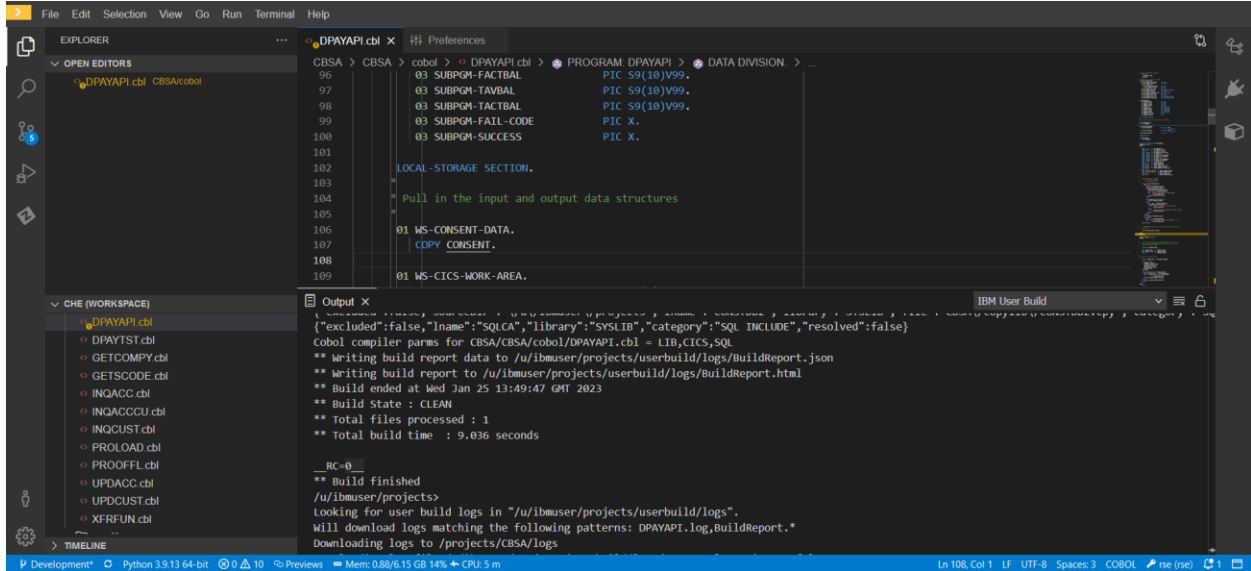 File Edit Selection View Go Run Terminal Help
EXPLORER ...
OPEN EDITORS
DPAYAPI.cbl CBSA/cobol
5
CHE (WORKSPACE)
DPAYAPI.cbl
DPAYTST.cbl
GETCOMPY.cbl
GETSCODE.cbl
INQACC.cbl
INQACCCU.cbl
INQCUST.cbl
PROLOAD.cbl
PROOFFL.cbl
UPDACC.cbl
UPDCUST.cbl
XFRFUN.cbl
TIMELINE
DPAYAPI.cbl × Preferences
CBSA > CBSA > cobol > DPAYAPI.cbl > PROGRAM: DPAYAPI > DATA DIVISION. > ...
96 03 SUBPGM-FACTBAL PIC S9(10)V99.
97 03 SUBPGM-TAVBAL PIC S9(10)V99.
98 03 SUBPGM-TACTBAL PIC S9(10)V99.
99 03 SUBPGM-FAIL-CODE PIC X.
100 03 SUBPGM-SUCCESS PIC X.
101
102 LOCAL-STORAGE SECTION.
103 *
104 * Pull in the input and output data structures
105 *
106 01 WS-CONSENT-DATA.
107 COPY CONSENT.
108
109 01 WS-CICS-WORK-AREA.
Output × IBM User Build
{"excluded":false,"lname":"SQLCA","library":"SYSLIB","category":"SQL INCLUDE","resolved":false}
Cobol compiler parms for CBSA/CBSA/cobol/DPAYAPI.cbl = LIB,CICS,SQL
** Writing build report data to /u/ibmuser/projects/userbuild/logs/BuildReport.json
** Writing build report to /u/ibmuser/projects/userbuild/logs/BuildReport.html
** Build ended at Wed Jan 25 13:49:47 GMT 2023
** Build State : CLEAN
** Total files processed : 1
** Total build time : 9.036 seconds
__RC=0__
** Build finished
/u/ibmuser/projects>
Looking for user build logs in "/u/ibmuser/projects/userbuild/logs".
Will download logs matching the following patterns: DPAYAPI.log,BuildReport.*
Downloading logs to /projects/CBSA/logs
Development* Python 3.9.13 64-bit 0 10 Previews Mem: 0.88/6.15 GB 14% CPU: 5 m Ln 108, Col 1 LF UTF-8 Spaces: 3 COBOL rse (rse) 1